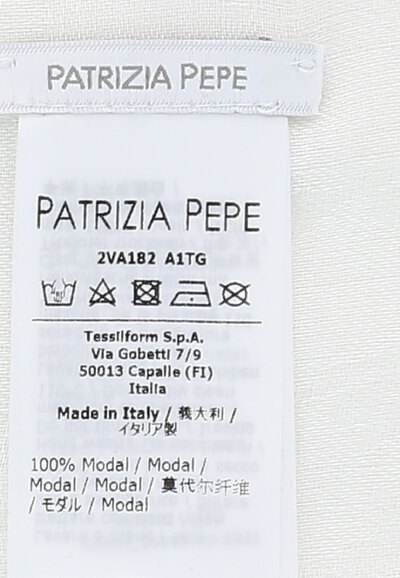 PATRIZIA PEPE
PATRIZIA PEPE
2VA182 A1TG
Tessilform S.p.A.
Via Gobetti 7/9
50013 Capalle (FI)
Italia
Made in Italy / 義大利 /
イタリア製
100% Modal / Modal /
Modal / Modal / 莫代尔纤维
/ モダル / Modal